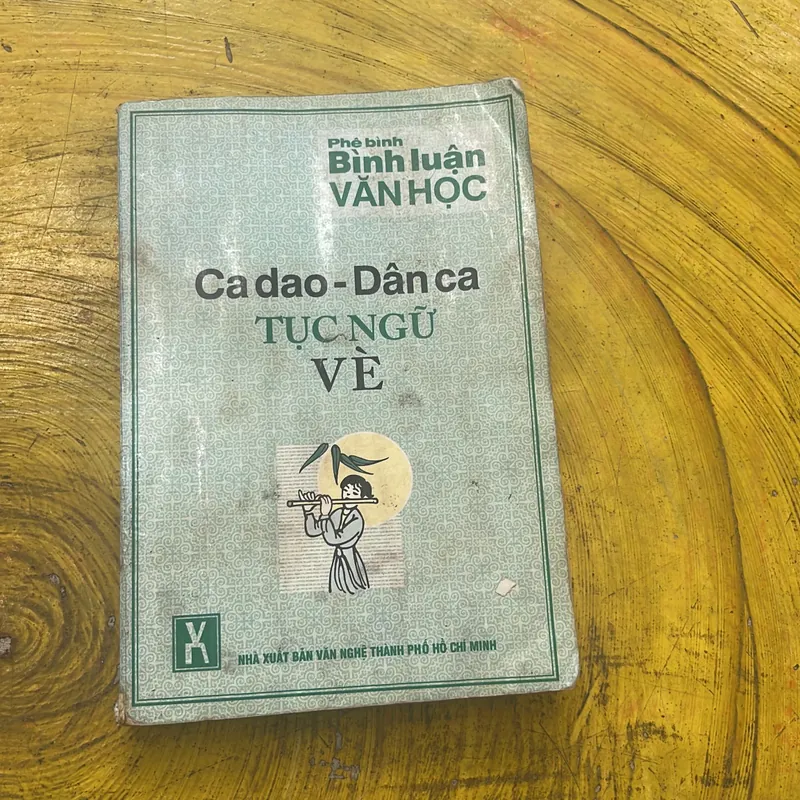 Phê bình
Bình luận
VĂN HỌC
Ca dao - Dân ca
TỤC NGỮ
VÈ
NHÀ XUẤT BẢN VĂN NGHỆ THÀNH PHỐ HỒ CHÍ MINH